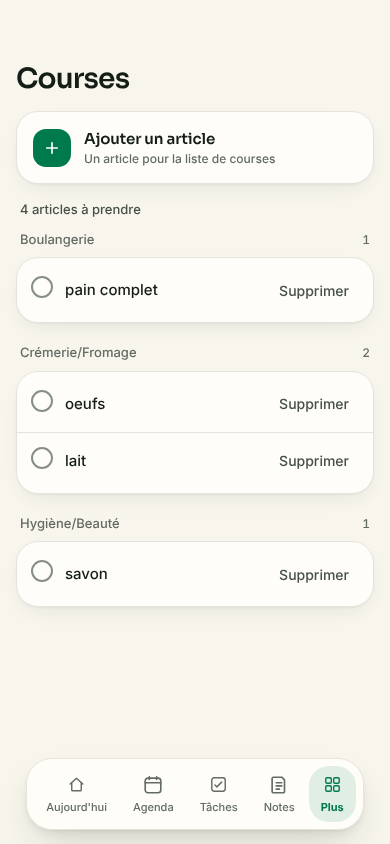 Courses
Ajouter un article
Un article pour la liste de courses
4 articles à prendre
Boulangerie 1
pain complet Supprimer
Crémerie/Fromage 2
oeufs Supprimer
lait Supprimer
Hygiène/Beauté 1
savon Supprimer
Aujourd'hui Agenda Tâches Notes Plus